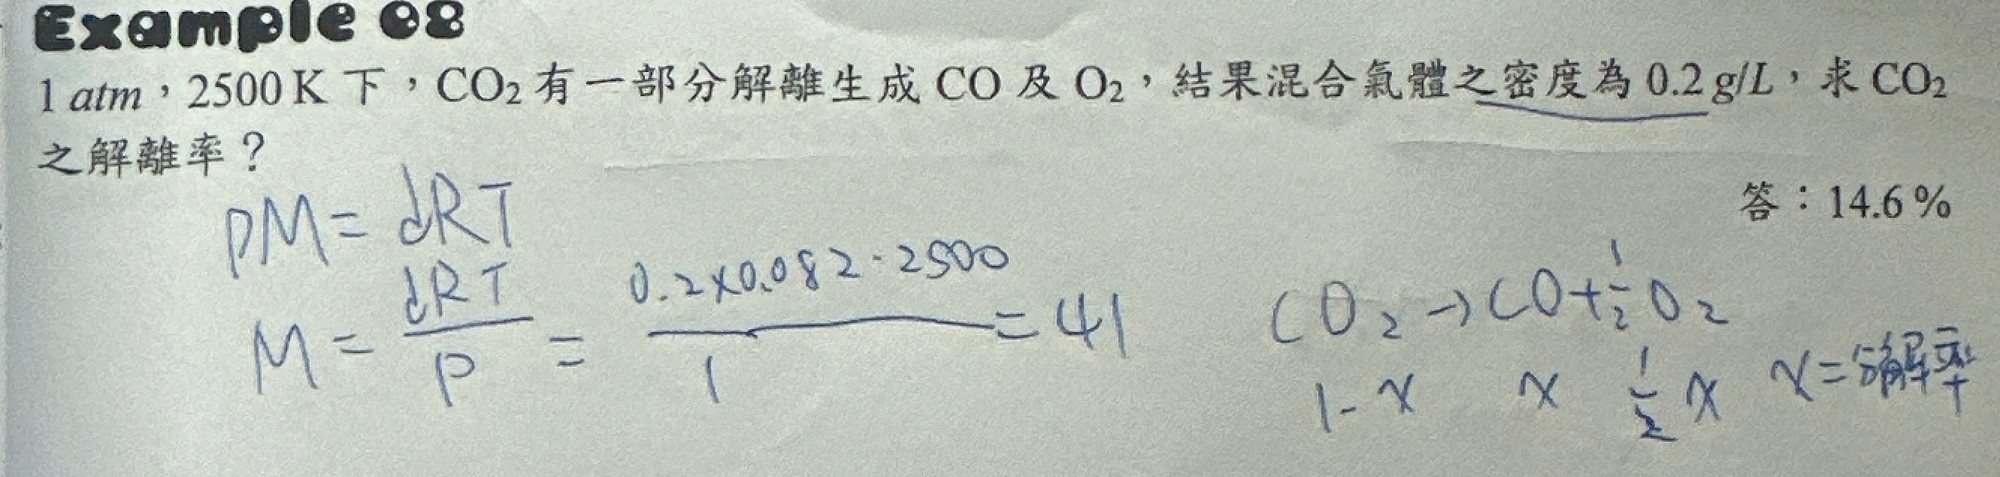 Example 08
1 atm，2500 K 下，CO₂ 有一部分解離生成 CO 及 O₂，結果混合氣體之密度為 0.2 g/L，求 CO₂
之解離率？
答：14.6 %
PM = dRT
M = dRT/P = 0.2×0.082·2500/1 = 41
CO₂ → CO + 1/2 O₂
1-x x 1/2 x x = 分解率